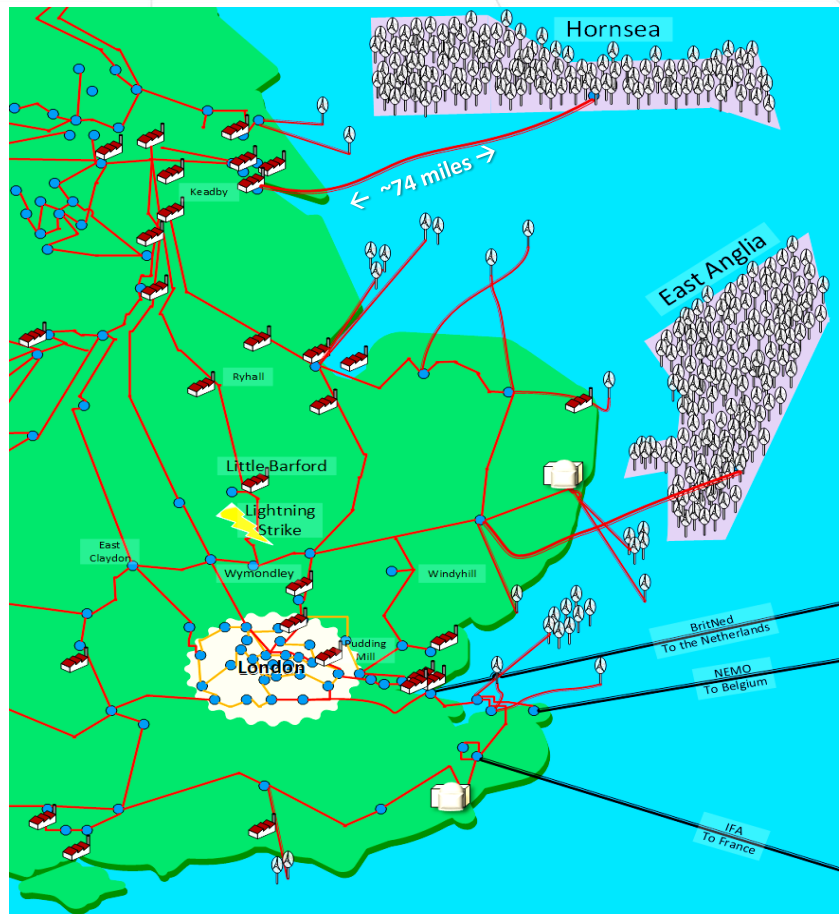 Hornsea
← ~74 miles →
Keadby
East Anglia
Ryhall
Little Barford
Lightning
Strike
East
Claydon
Wymondley
Windyhill
Pudding
Mill
London
BritNed
To the Netherlands
NEMO
To Belgium
IFA
To France